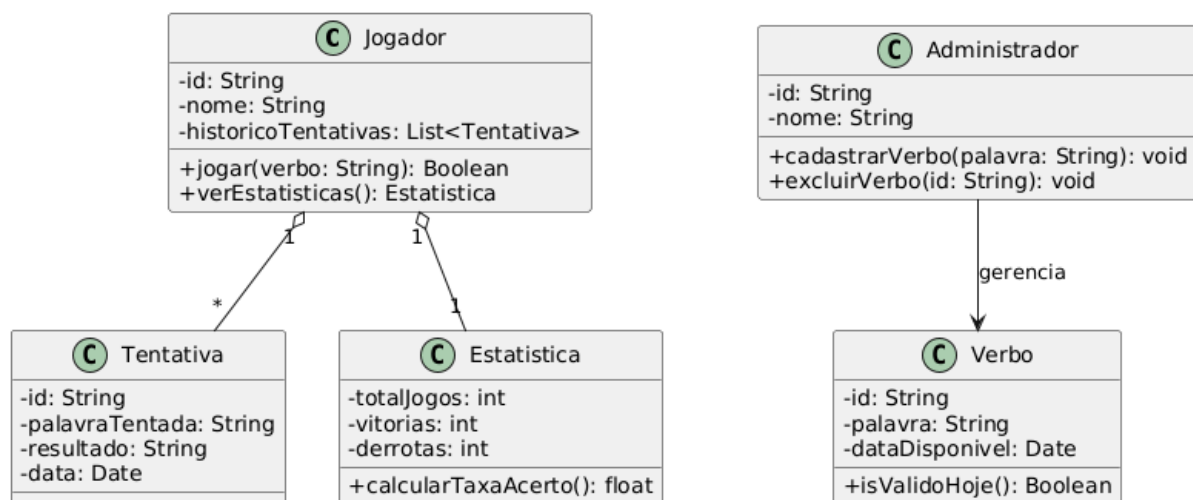 C Jogador
-id: String
-nome: String
-historicoTentativas: List<Tentativa>
+jogar(verbo: String): Boolean
+verEstatisticas(): Estatistica
C Administrador
-id: String
-nome: String
+cadastrarVerbo(palavra: String): void
+excluirVerbo(id: String): void
1
1
gerencia
*
1
C Tentativa
-id: String
-palavraTentada: String
-resultado: String
-data: Date
C Estatistica
-totalJogos: int
-vitorias: int
-derrotas: int
+calcularTaxaAcerto(): float
C Verbo
-id: String
-palavra: String
-dataDisponivel: Date
+isValidoHoje(): Boolean